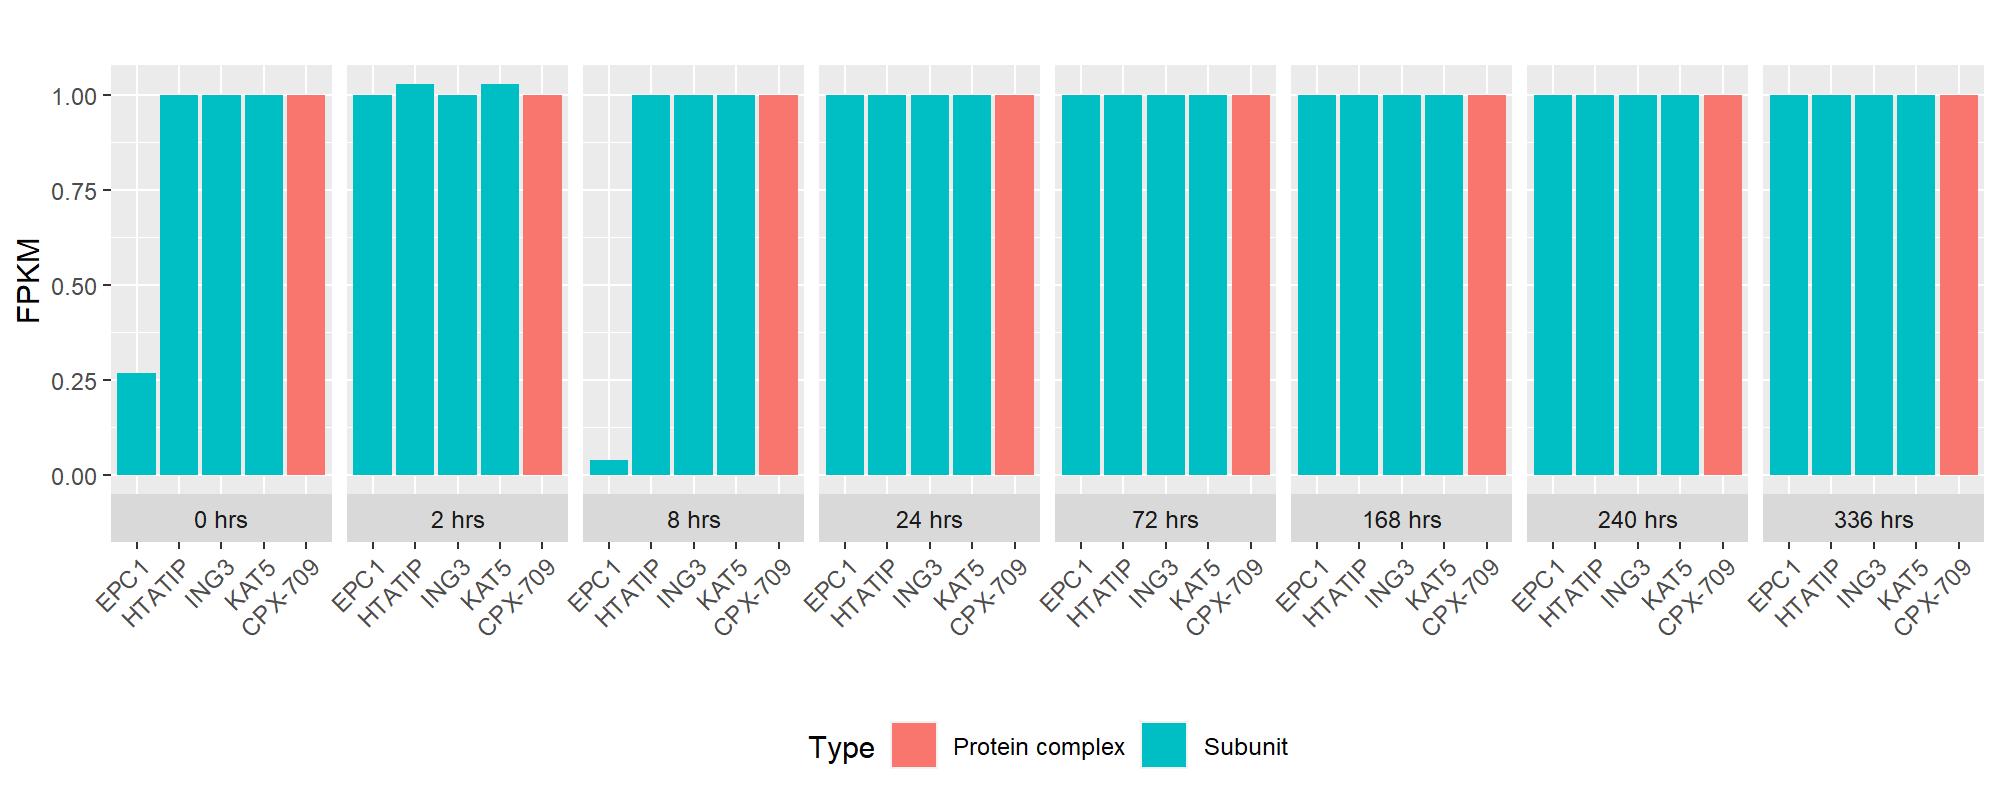 FPKM
1.00
0.75
0.50
0.25
0.00
0 hrs 2 hrs 8 hrs 24 hrs 72 hrs 168 hrs 240 hrs 336 hrs
EPC1 HTATIP ING3 KAT5 CPX-709 EPC1 HTATIP ING3 KAT5 CPX-709 EPC1 HTATIP ING3 KAT5 CPX-709 EPC1 HTATIP ING3 KAT5 CPX-709 EPC1 HTATIP ING3 KAT5 CPX-709 EPC1 HTATIP ING3 KAT5 CPX-709 EPC1 HTATIP ING3 KAT5 CPX-709 EPC1 HTATIP ING3 KAT5 CPX-709
Type Protein complex Subunit